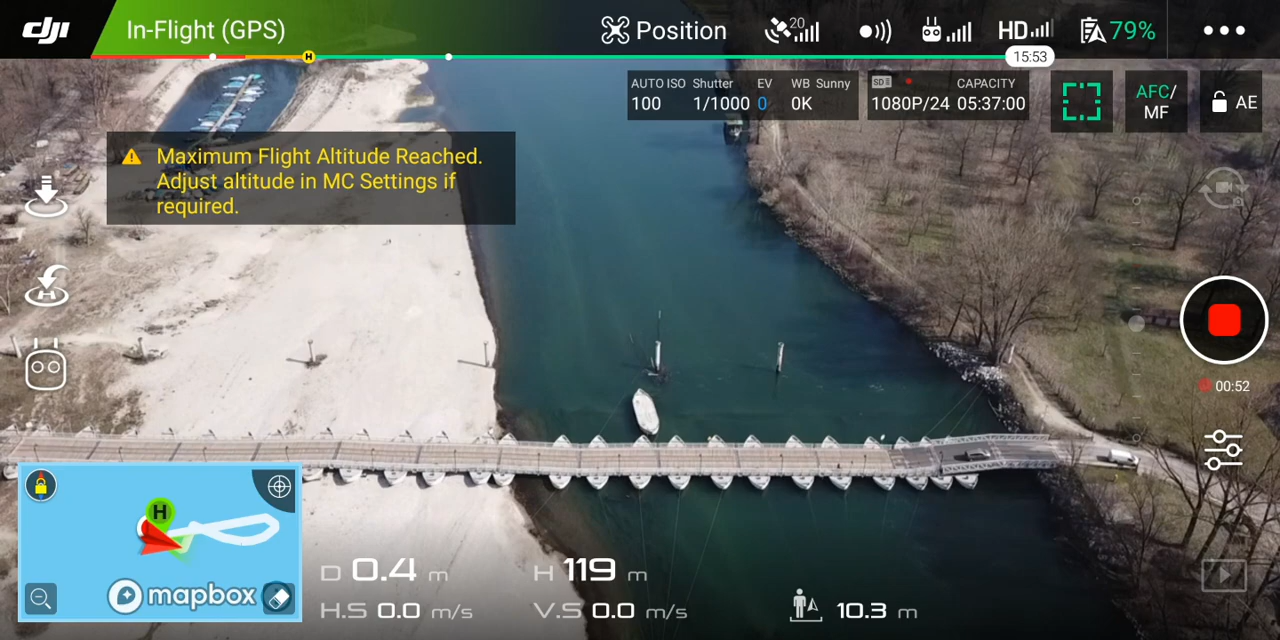 dji In-Flight (GPS) Position 20 HD 79%
H 15:53
AUTO ISO Shutter EV WB Sunny SD CAPACITY
100 1/1000 0 0K 1080P/24 05:37:00
AFC/
MF
AE
Maximum Flight Altitude Reached.
Adjust altitude in MC Settings if
required.
H
00:52
H
mapbox
D 0.4 m H 119 m
H.S 0.0 m/s V.S 0.0 m/s 10.3 m